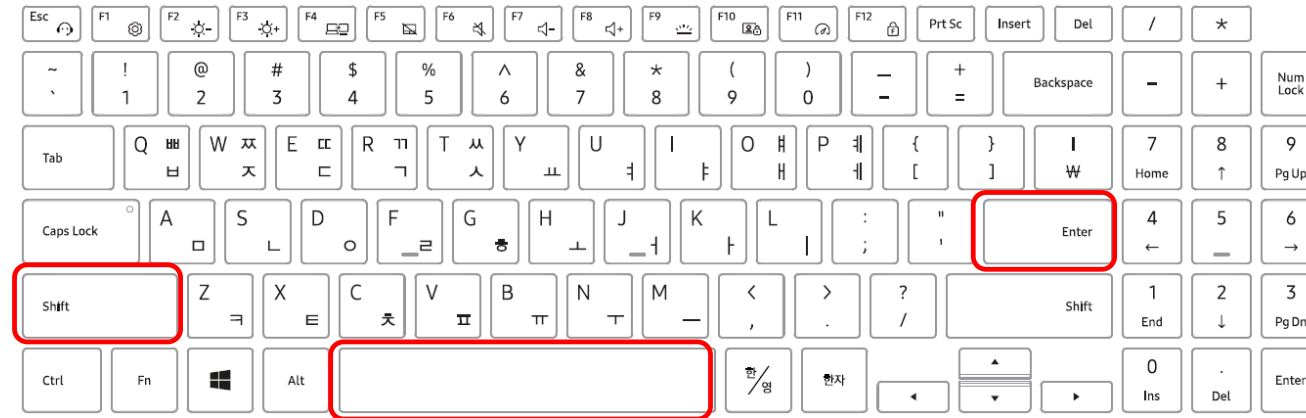 Esc F1 F2 F3 F4 F5 F6 F7 F8 F9 F10 F11 F12 Prt Sc Insert Del / *
~ ! @ # $ % ^ & * ( ) — + Backspace - + Num Lock
` 1 2 3 4 5 6 7 8 9 0 - =
Tab Q ㅃ W ㅉ E ㄸ R ㄲ T ㅆ Y U I O ㅒ P ㅖ { } | 7 8 9
ㅂ ㅈ ㄷ ㄱ ㅅ ㅛ ㅕ ㅑ ㅐ ㅔ [ ] ₩ Home ↑ Pg Up
Caps Lock A S D F G H J K L : " Enter 4 5 6
ㅁ ㄴ ㅇ ㄹ ㅎ ㅗ ㅓ ㅏ ㅣ ; ' ← →
Shift Z X C V B N M < > ? Shift 1 2 3
ㅋ ㅌ ㅊ ㅍ ㅠ ㅜ ㅡ , . / End ↓ Pg Dn
Ctrl Fn Alt 한/영 한자 0 . Enter
Ins Del